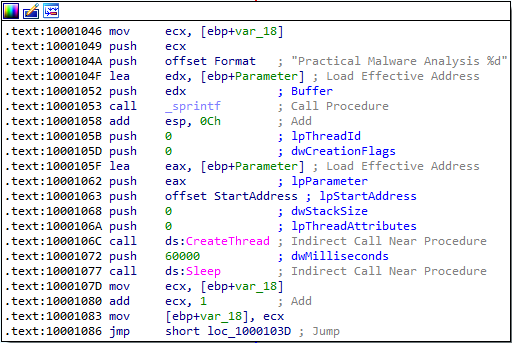 .text:10001046 mov ecx, [ebp+var_18]
.text:10001049 push ecx
.text:1000104A push offset Format ; "Practical Malware Analysis %d"
.text:1000104F lea edx, [ebp+Parameter] ; Load Effective Address
.text:10001052 push edx ; Buffer
.text:10001053 call _sprintf ; Call Procedure
.text:10001058 add esp, 0Ch ; Add
.text:1000105B push 0 ; lpThreadId
.text:1000105D push 0 ; dwCreationFlags
.text:1000105F lea eax, [ebp+Parameter] ; Load Effective Address
.text:10001062 push eax ; lpParameter
.text:10001063 push offset StartAddress ; lpStartAddress
.text:10001068 push 0 ; dwStackSize
.text:1000106A push 0 ; lpThreadAttributes
.text:1000106C call ds:CreateThread ; Indirect Call Near Procedure
.text:10001072 push 60000 ; dwMilliseconds
.text:10001077 call ds:Sleep ; Indirect Call Near Procedure
.text:1000107D mov ecx, [ebp+var_18]
.text:10001080 add ecx, 1 ; Add
.text:10001083 mov [ebp+var_18], ecx
.text:10001086 jmp short loc_1000103D ; Jump